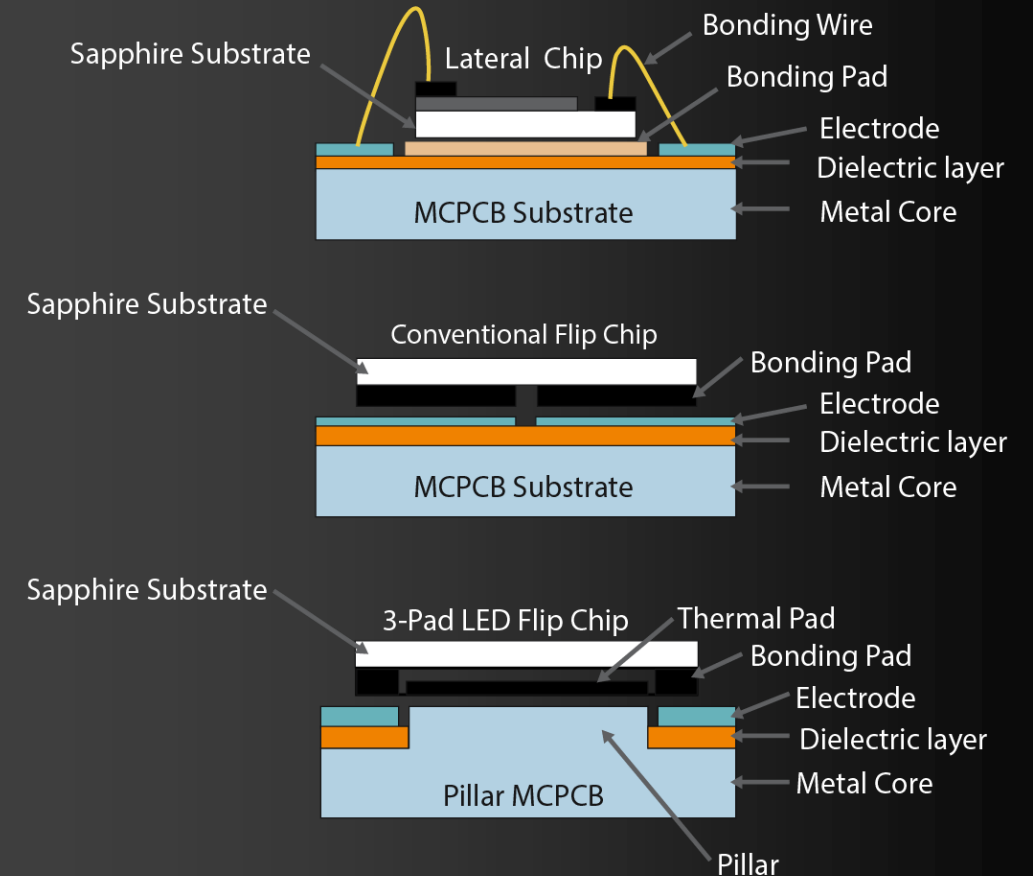 Bonding Wire
Sapphire Substrate
Lateral Chip
Bonding Pad
Electrode
Dielectric layer
MCPCB Substrate
Metal Core
Sapphire Substrate
Conventional Flip Chip
Bonding Pad
Electrode
Dielectric layer
MCPCB Substrate
Metal Core
Sapphire Substrate
3-Pad LED Flip Chip
Thermal Pad
Bonding Pad
Electrode
Dielectric layer
Metal Core
Pillar MCPCB
Pillar